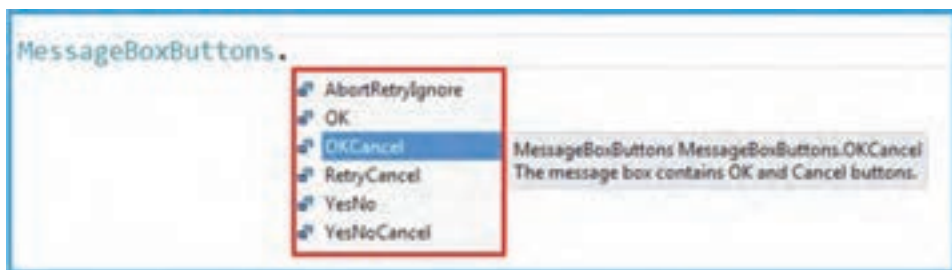 MessageBoxButtons.
AbortRetryIgnore
OK
OKCancel
RetryCancel
YesNo
YesNoCancel
MessageBoxButtons MessageBoxButtons.OKCancel
The message box contains OK and Cancel buttons.